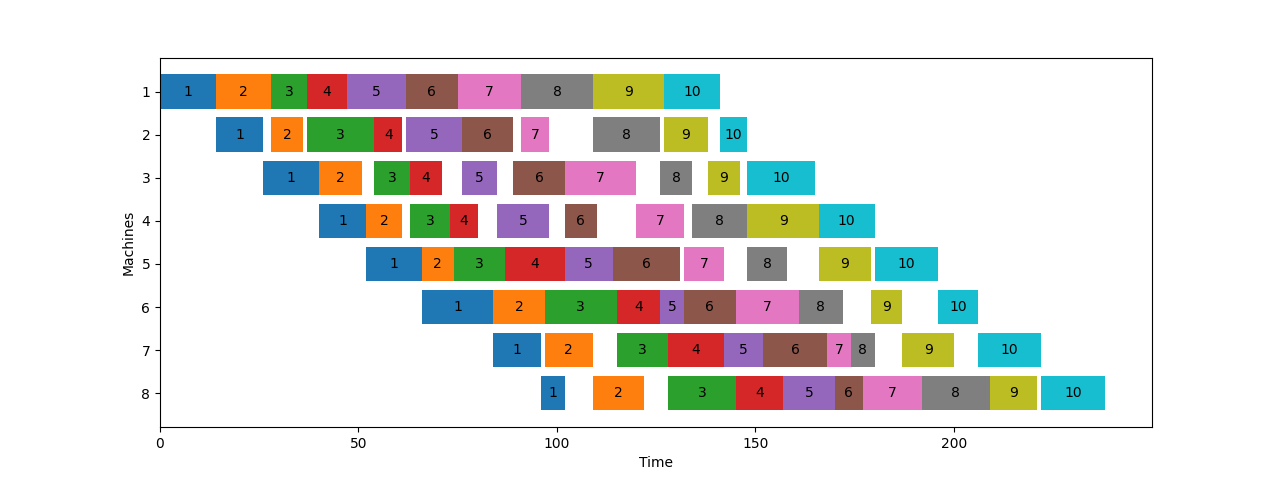 1 1 2 3 4 5 6 7 8 9 10
2 1 2 3 4 5 6 7 8 9 10
3 1 2 3 4 5 6 7 8 9 10
4 1 2 3 4 5 6 7 8 9 10
Machines
5 1 2 3 4 5 6 7 8 9 10
6 1 2 3 4 5 6 7 8 9 10
7 1 2 3 4 5 6 7 8 9 10
8 1 2 3 4 5 6 7 8 9 10
0 50 100 150 200
Time